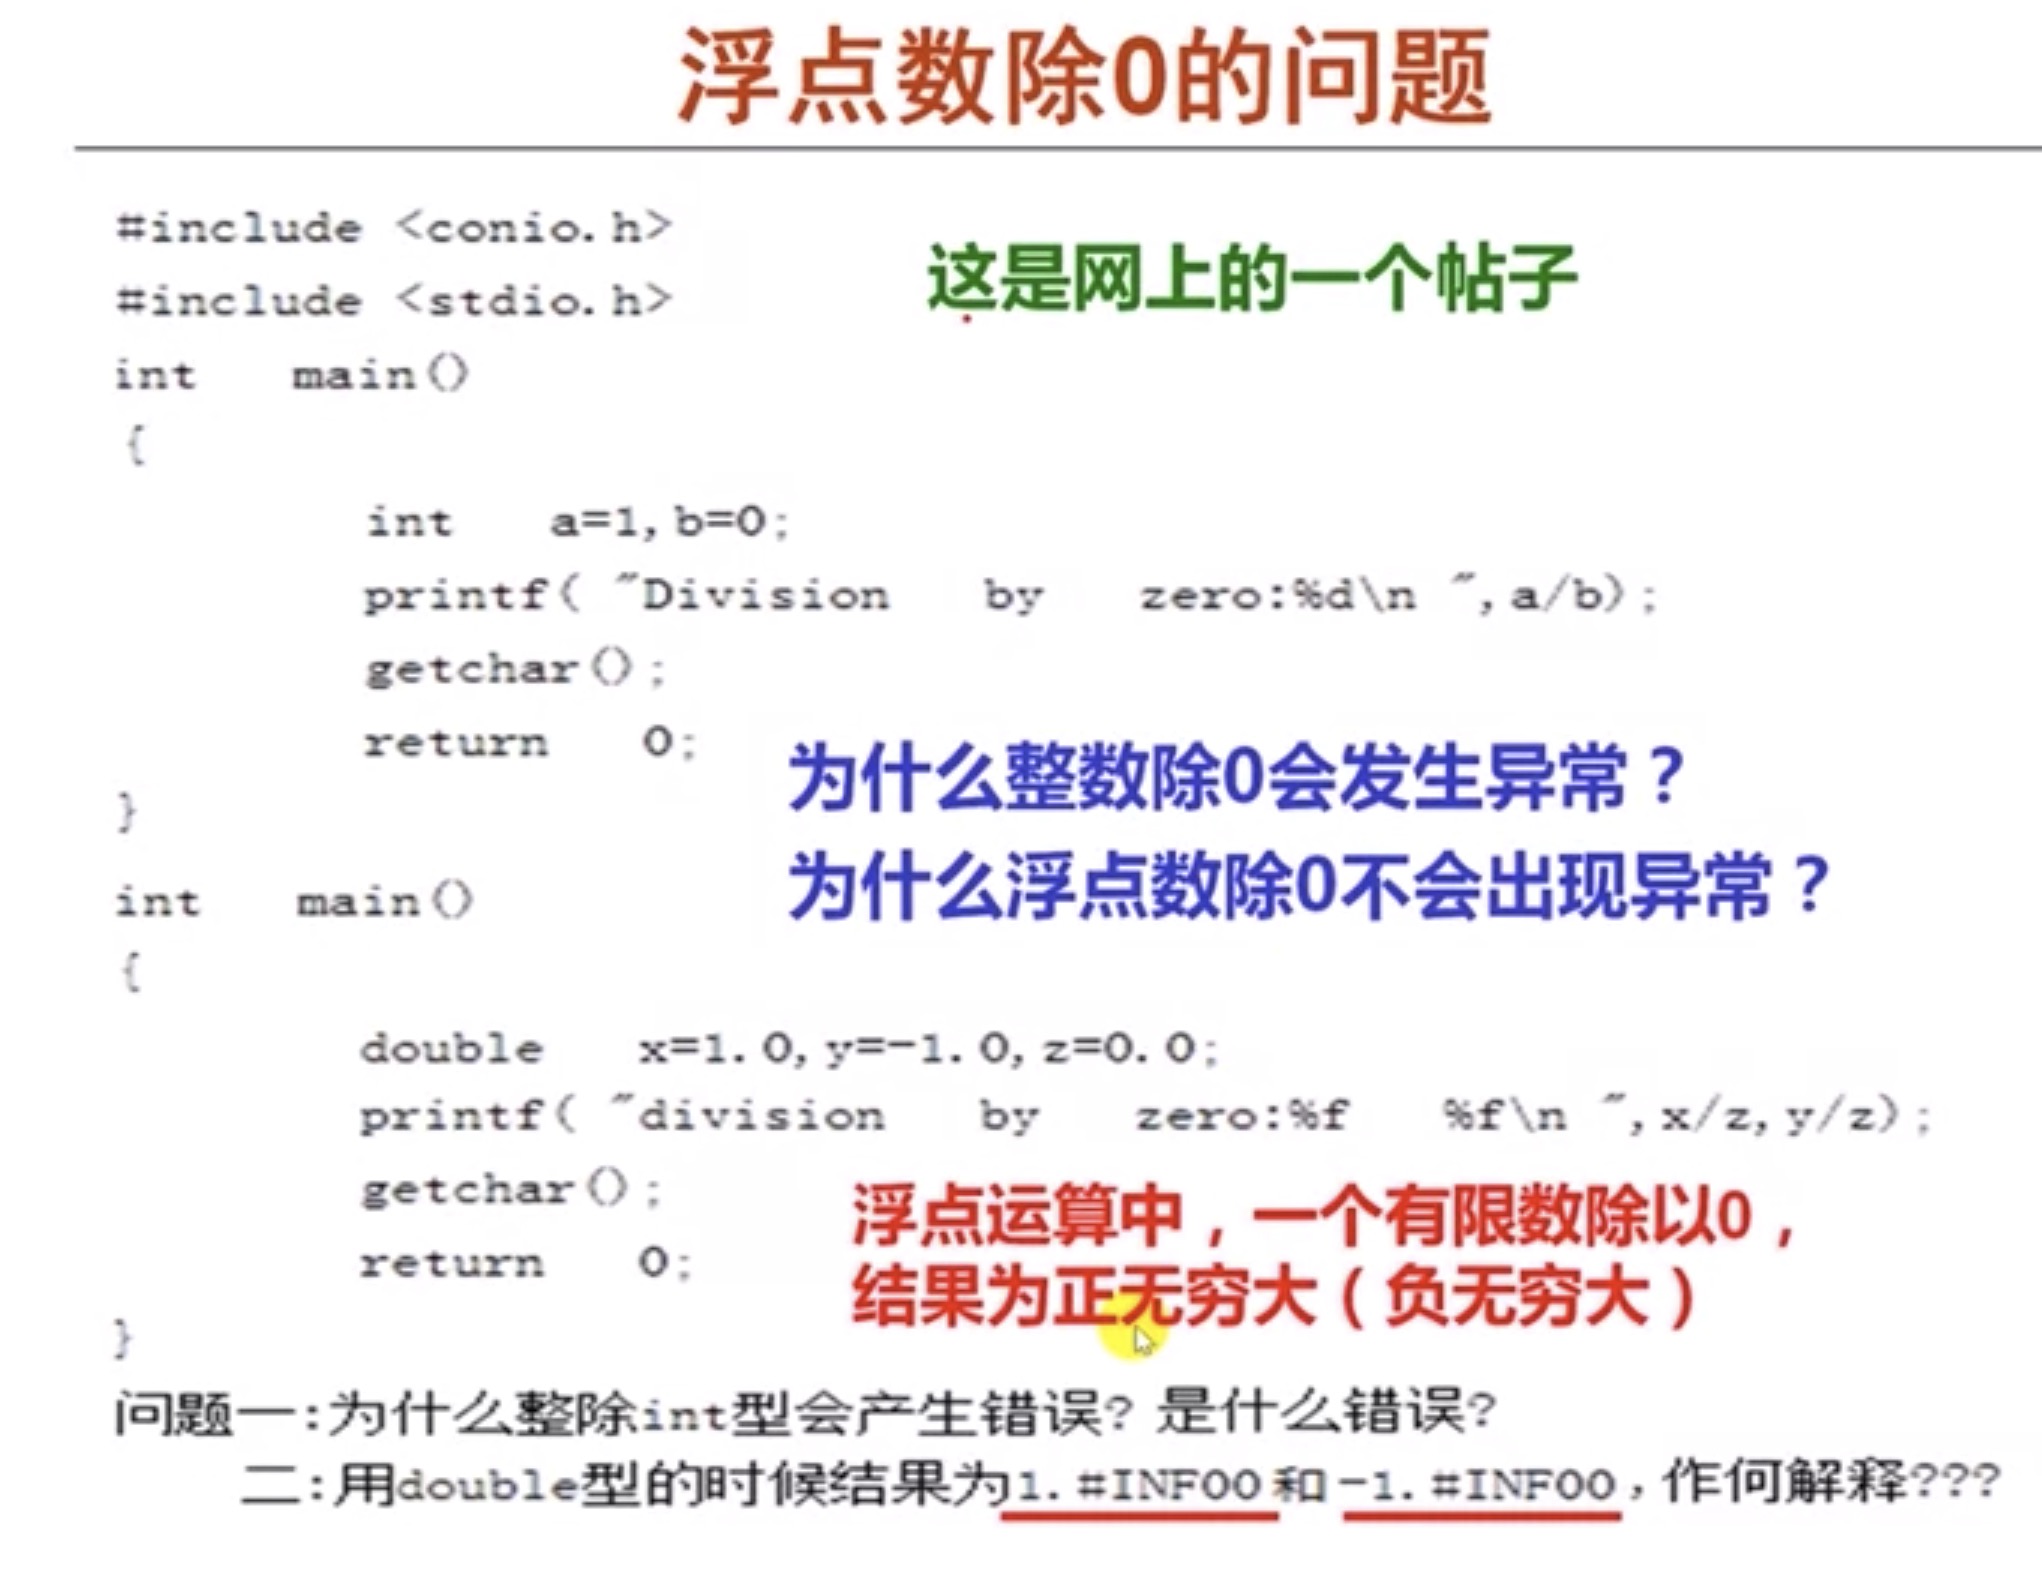 浮点数除0的问题
#include <conio.h>
#include <stdio.h>
这是网上的一个帖子
int main()
{
int a=1,b=0;
printf( "Division by zero:%d\n ",a/b);
getchar();
return 0;
}
为什么整数除0会发生异常？
为什么浮点数除0不会出现异常？
int main()
{
double x=1.0,y=-1.0,z=0.0;
printf( "division by zero:%f %f\n ",x/z,y/z);
getchar();
return 0;
}
浮点运算中，一个有限数除以0，
结果为正无穷大（负无穷大）
问题一:为什么整除int型会产生错误? 是什么错误?
二:用double型的时候结果为1.#INF00和-1.#INF00，作何解释???